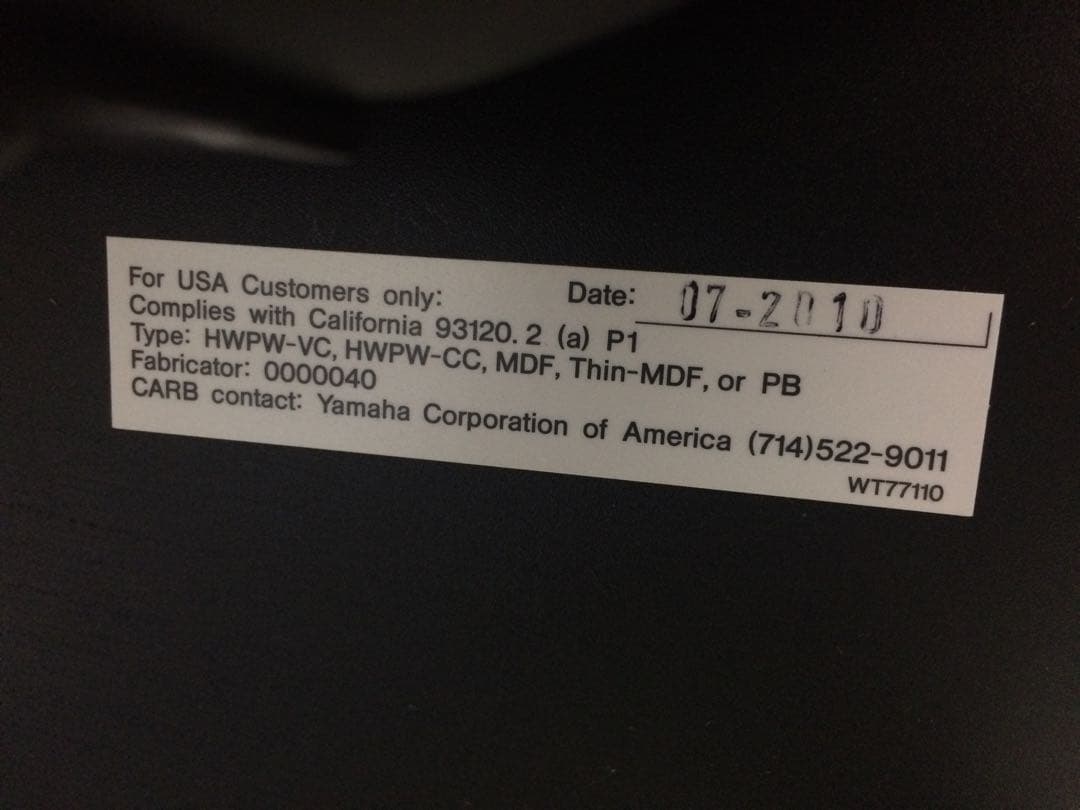 For USA Customers only: Date: 07-2010
Complies with California 93120. 2 (a) P1
Type: HWPW-VC, HWPW-CC, MDF, Thin-MDF, or PB
Fabricator: 0000040
CARB contact: Yamaha Corporation of America (714)522-9011
WT77110